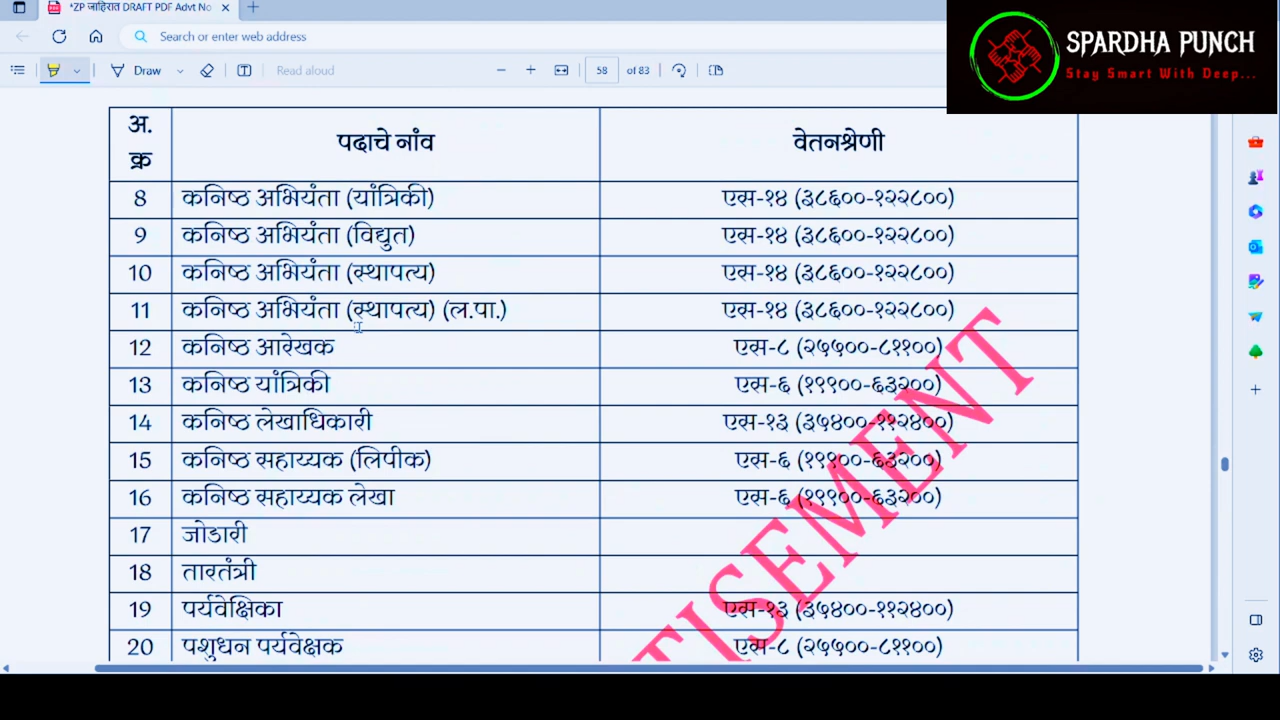 *ZP जाहिरात DRAFT PDF Advt No
Search or enter web address
SPARDHA PUNCH
Stay Smart With Deep...
Draw
Read aloud
58 of 83
अ.क्र पदाचे नांव वेतनश्रेणी
8 कनिष्ठ अभियंता (यांत्रिकी) एस-१४ (३८६००-१२२८००)
9 कनिष्ठ अभियंता (विद्युत) एस-१४ (३८६००-१२२८००)
10 कनिष्ठ अभियंता (स्थापत्य) एस-१४ (३८६००-१२२८००)
11 कनिष्ठ अभियंता (स्थापत्य) (ल.पा.) एस-१४ (३८६००-१२२८००)
12 कनिष्ठ आरेखक एस-८ (२५५००-८११००)
13 कनिष्ठ यांत्रिकी एस-६ (१९९००-६३२००)
14 कनिष्ठ लेखाधिकारी एस-१३ (३५४००-११२४००)
15 कनिष्ठ सहाय्यक (लिपीक) एस-६ (१९९००-६३२००)
16 कनिष्ठ सहाय्यक लेखा एस-६ (१९९००-६३२००)
17 जोडारी
18 तारतंत्री
19 पर्यवेक्षिका एस-१३ (३५४००-११२४००)
20 पशुधन पर्यवेक्षक एस-८ (२५५००-८११००)
TISEMENT